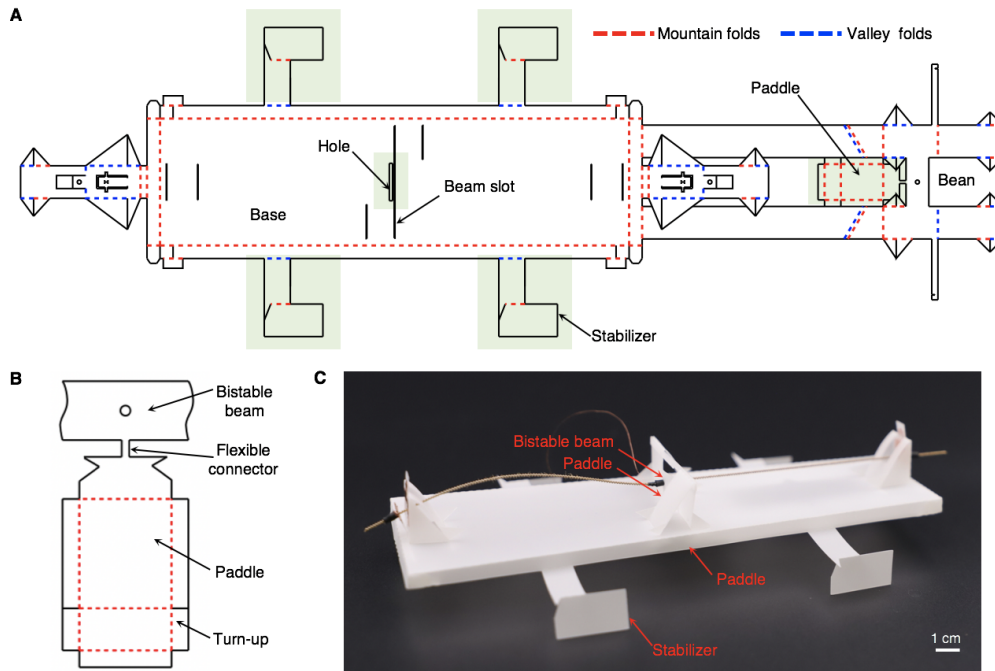 A
Mountain folds
Valley folds
Paddle
Hole
Beam slot
Bean
Base
Stabilizer
B
C
Bistable
beam
Flexible
connector
Paddle
Turn-up
Bistable beam
Paddle
Paddle
Stabilizer
1 cm